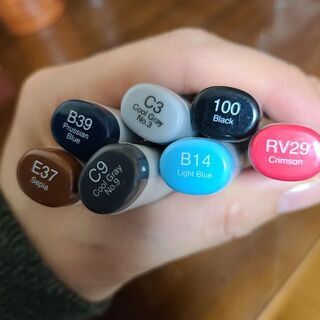 B39
Prussian
Blue
C3
Cool Gray
No.3
100
Black
E37
Sepia
C9
Cool Gray
No.9
B14
Light Blue
RV29
Crimson